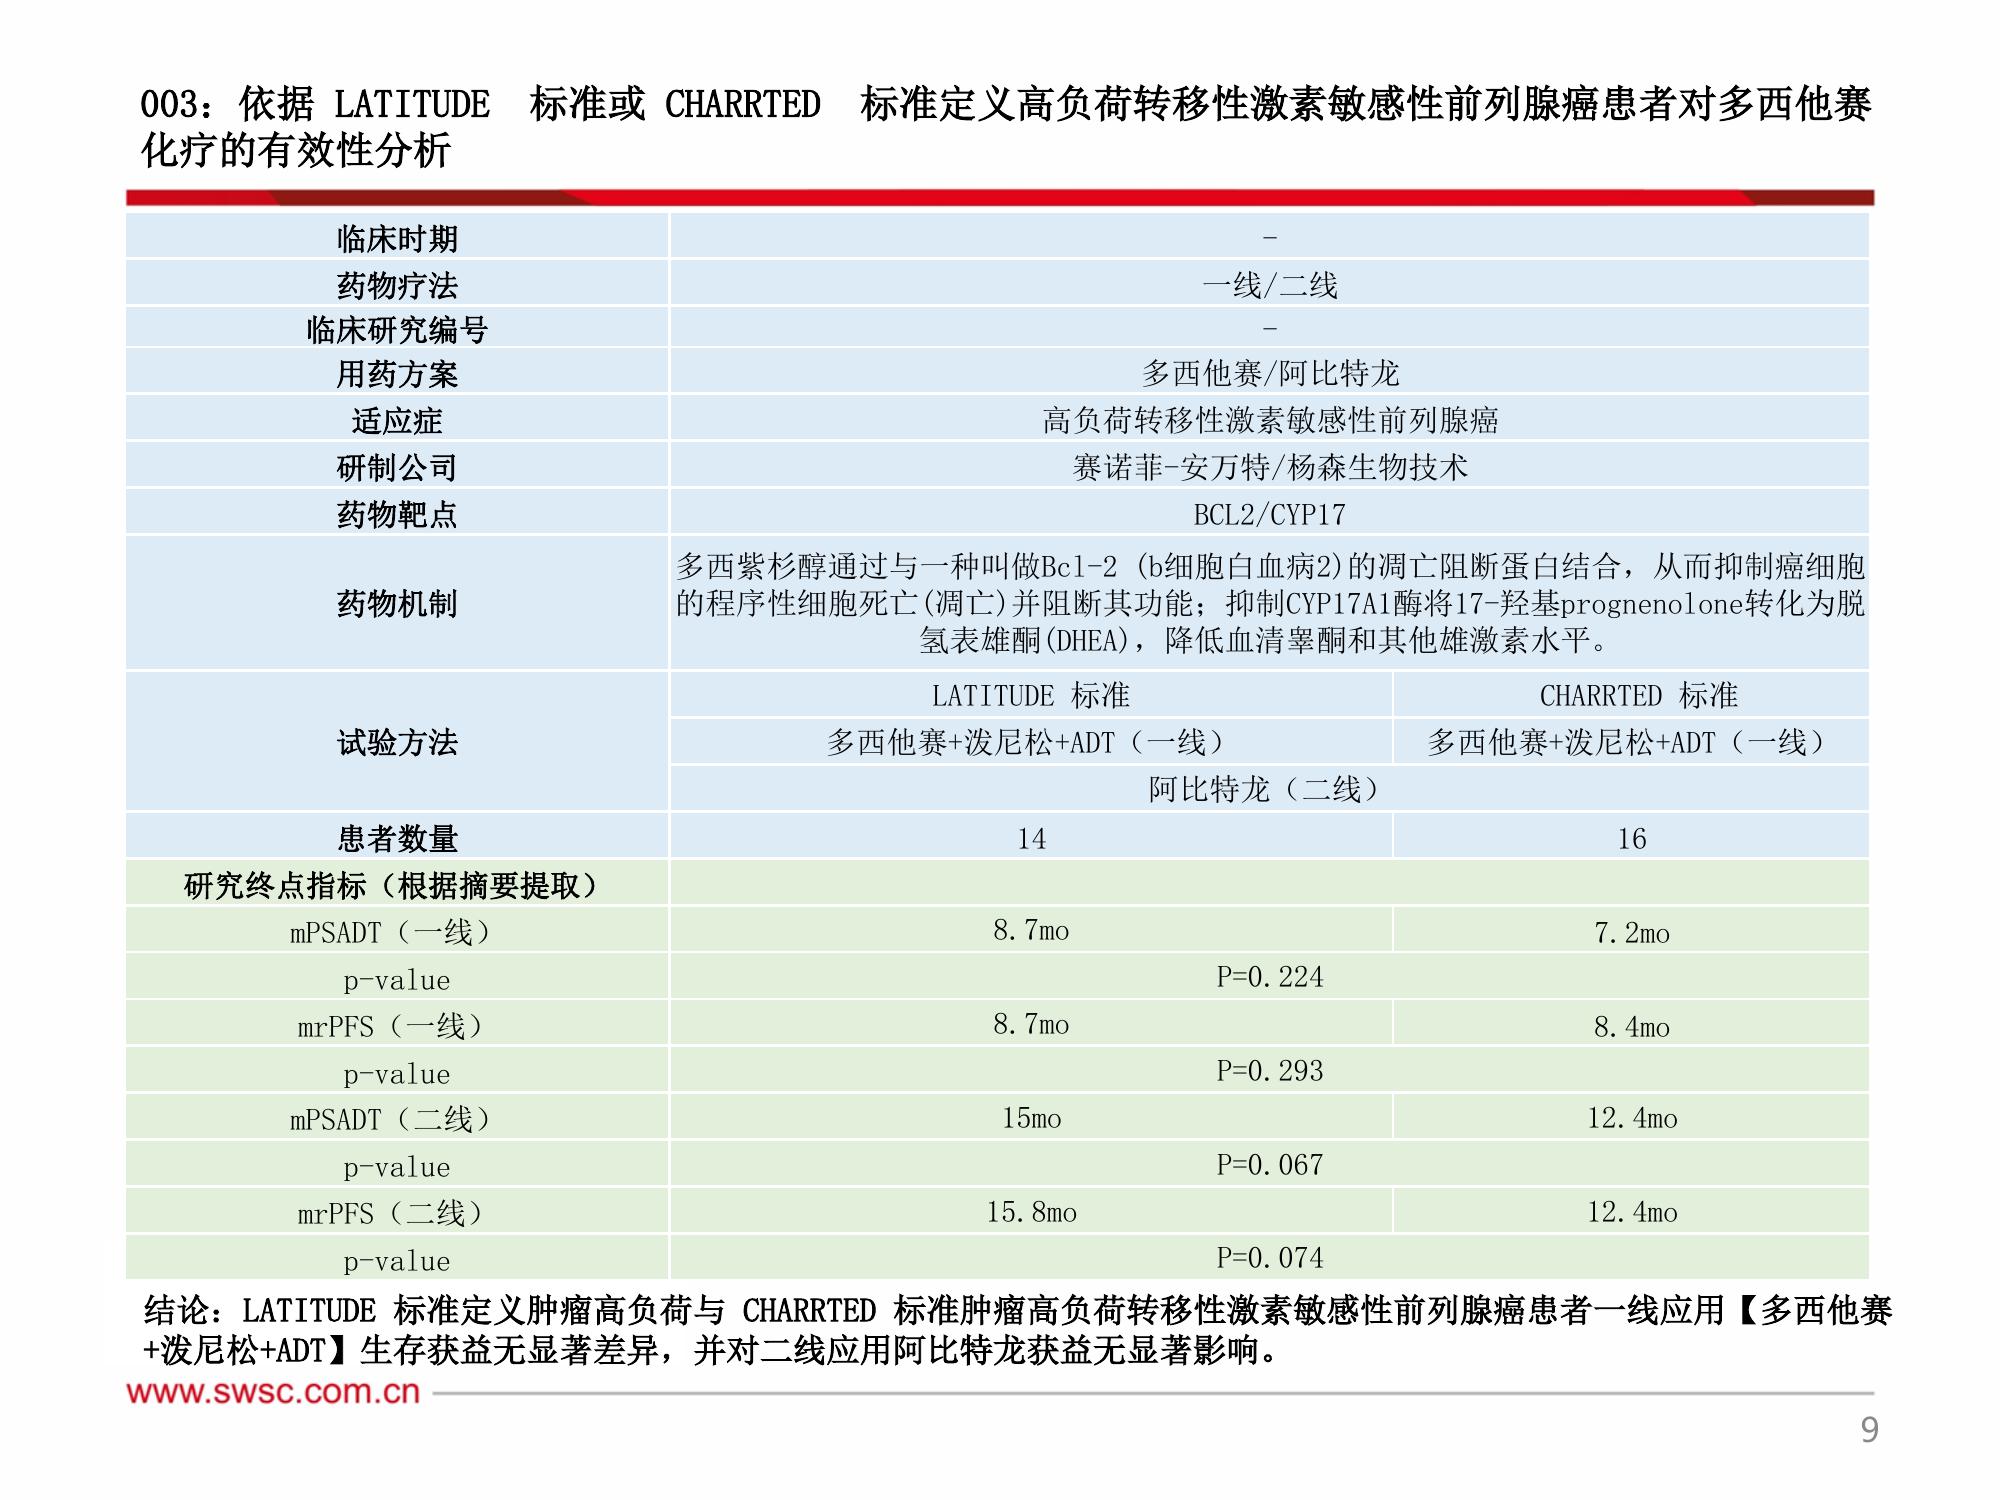 003：依据 LATITUDE 标准或 CHARRTED 标准定义高负荷转移性激素敏感性前列腺癌患者对多西他赛
化疗的有效性分析
临床时期 -
药物疗法 一线/二线
临床研究编号 -
用药方案 多西他赛/阿比特龙
适应症 高负荷转移性激素敏感性前列腺癌
研制公司 赛诺菲-安万特/杨森生物技术
药物靶点 BCL2/CYP17
药物机制
多西紫杉醇通过与一种叫做Bcl-2 (b细胞白血病2)的凋亡阻断蛋白结合，从而抑制癌细胞
的程序性细胞死亡(凋亡)并阻断其功能；抑制CYP17A1酶将17-羟基prognenolone转化为脱
氢表雄酮(DHEA)，降低血清睾酮和其他雄激素水平。
试验方法
LATITUDE 标准 CHARRTED 标准
多西他赛+泼尼松+ADT（一线） 多西他赛+泼尼松+ADT（一线）
阿比特龙（二线）
患者数量 14 16
研究终点指标（根据摘要提取）
mPSADT（一线） 8.7mo 7.2mo
p-value P=0.224
mrPFS（一线） 8.7mo 8.4mo
p-value P=0.293
mPSADT（二线） 15mo 12.4mo
p-value P=0.067
mrPFS（二线） 15.8mo 12.4mo
p-value P=0.074
结论：LATITUDE 标准定义肿瘤高负荷与 CHARRTED 标准肿瘤高负荷转移性激素敏感性前列腺癌患者一线应用【多西他赛
+泼尼松+ADT】生存获益无显著差异，并对二线应用阿比特龙获益无显著影响。
www.swsc.com.cn
9